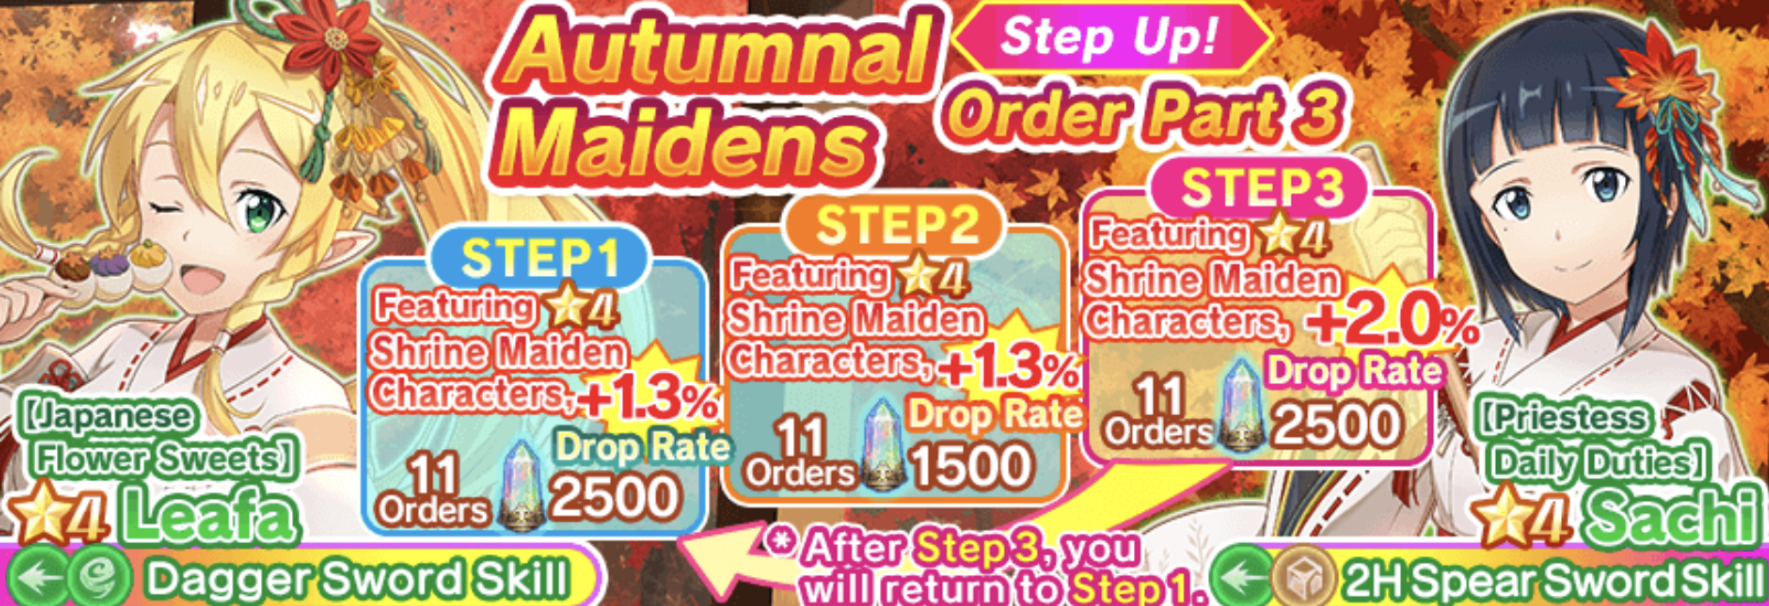 Autumnal
Maidens
Step Up!
Order Part 3
STEP1
Featuring ★4
Shrine Maiden
Characters, +1.3%
Drop Rate
11
Orders
2500
STEP2
Featuring ★4
Shrine Maiden
Characters, +1.3%
Drop Rate
11
Orders
1500
STEP3
Featuring ★4
Shrine Maiden
Characters, +2.0%
Drop Rate
11
Orders
2500
【Japanese
Flower Sweets】
★4 Leafa
Dagger Sword Skill
※After Step 3, you
will return to Step 1.
【Priestess
Daily Duties】
★4 Sachi
2H Spear Sword Skill